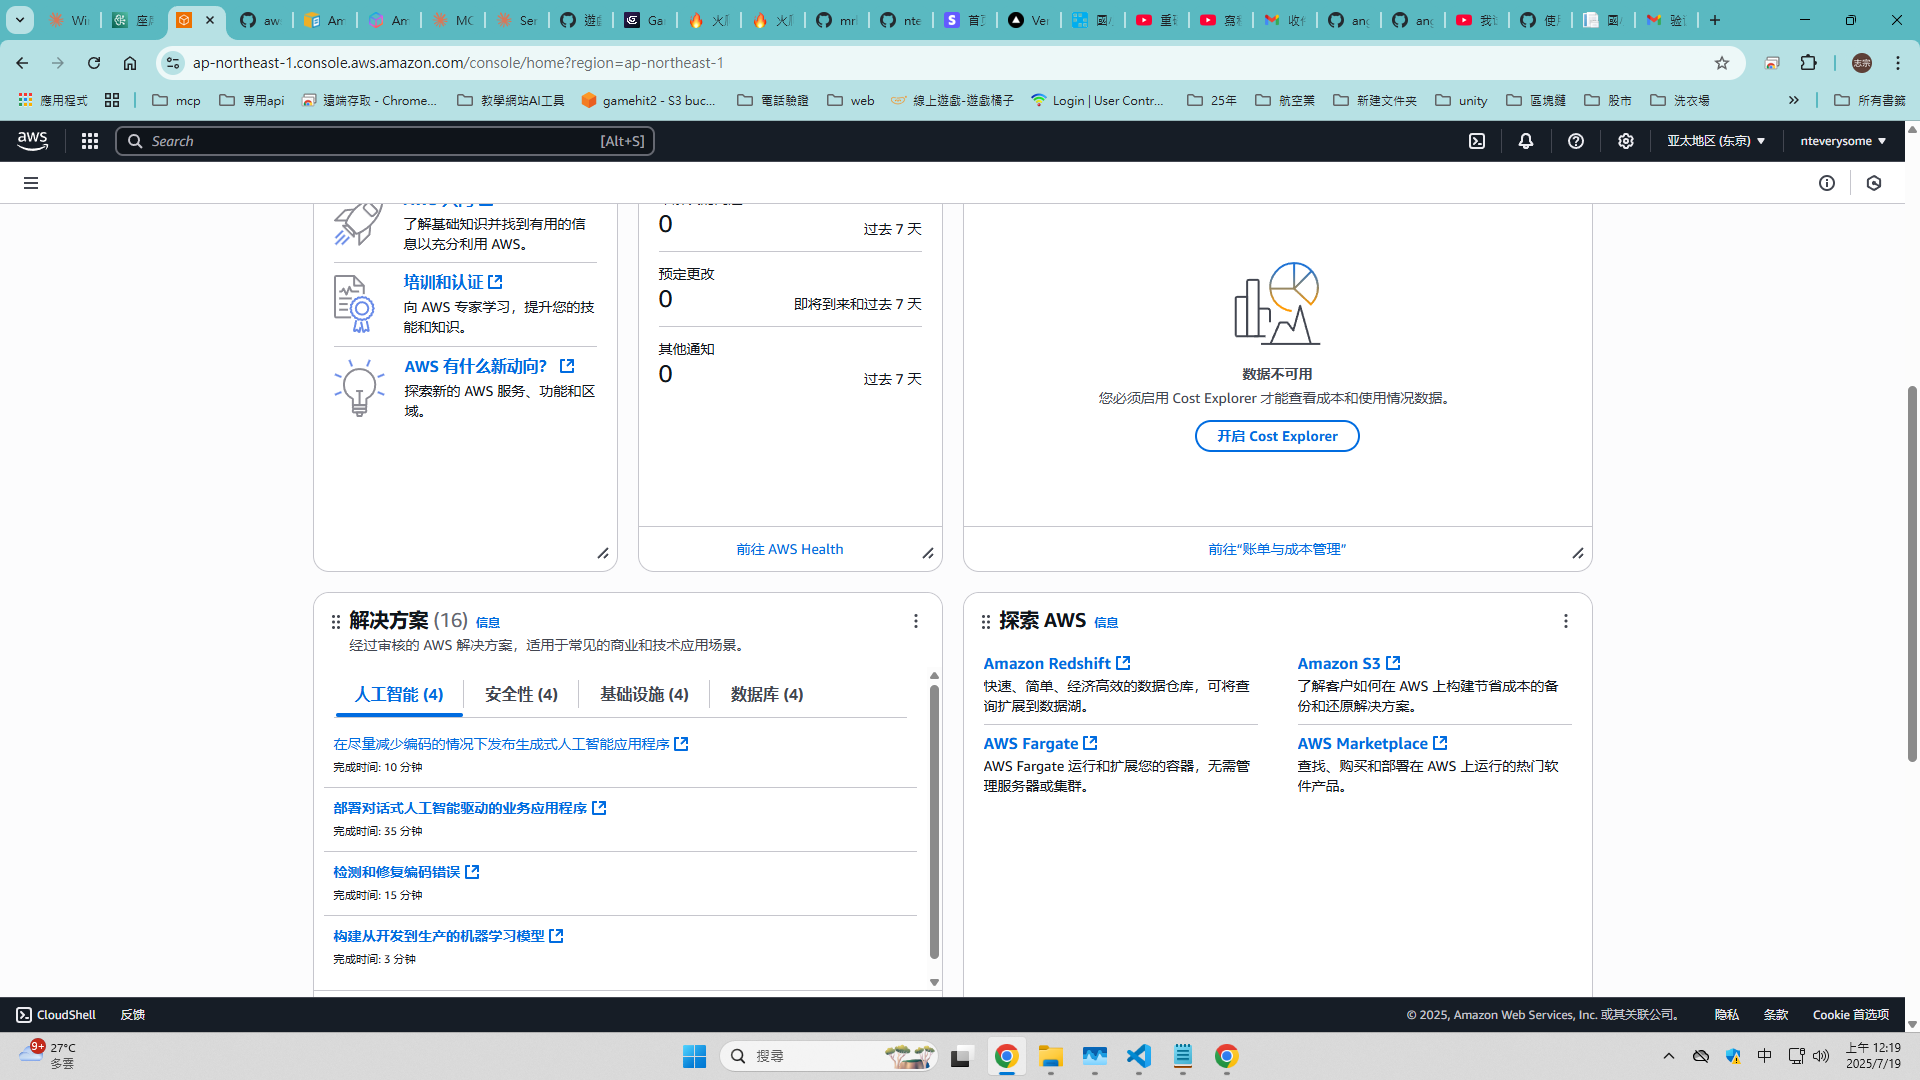 Wi
座
aw
Am
Am
MC
Ser
遊
Ga
火
火
mr
nte
首
Ver
國
重
寫
收
ang
ang
我
使
國
验
ap-northeast-1.console.aws.amazon.com/console/home?region=ap-northeast-1
志宗
應用程式
mcp
專用api
遠端存取 - Chrome...
教學網站AI工具
gamehit2 - S3 buc...
電話驗證
web
線上遊戲-遊戲橘子
Login | User Contr...
25年
航空業
新建文件夹
unity
區塊鏈
股市
洗衣場
»
所有書籤
aws
Search
[Alt+S]
亚太地区 (东京)
nteverysome
了解基础知识并找到有用的信
息以充分利用 AWS。
培训和认证
向 AWS 专家学习，提升您的技
能和知识。
AWS 有什么新动向？
探索新的 AWS 服务、功能和区
域。
0
过去 7 天
预定更改
0
即将到来和过去 7 天
其他通知
0
过去 7 天
前往 AWS Health
数据不可用
您必须启用 Cost Explorer 才能查看成本和使用情况数据。
开启 Cost Explorer
前往“账单与成本管理”
解决方案 (16) 信息
经过审核的 AWS 解决方案，适用于常见的商业和技术应用场景。
人工智能 (4)
安全性 (4)
基础设施 (4)
数据库 (4)
在尽量减少编码的情况下发布生成式人工智能应用程序
完成时间: 10 分钟
部署对话式人工智能驱动的业务应用程序
完成时间: 35 分钟
检测和修复编码错误
完成时间: 15 分钟
构建从开发到生产的机器学习模型
完成时间: 3 分钟
探索 AWS 信息
Amazon Redshift
快速、简单、经济高效的数据仓库，可将查
询扩展到数据湖。
Amazon S3
了解客户如何在 AWS 上构建节省成本的备
份和还原解决方案。
AWS Fargate
AWS Fargate 运行和扩展您的容器，无需管
理服务器或集群。
AWS Marketplace
查找、购买和部署在 AWS 上运行的热门软
件产品。
CloudShell
反馈
© 2025, Amazon Web Services, Inc. 或其关联公司。
隐私
条款
Cookie 首选项
9+
27°C
多雲
搜尋
中
上午 12:19
2025/7/19